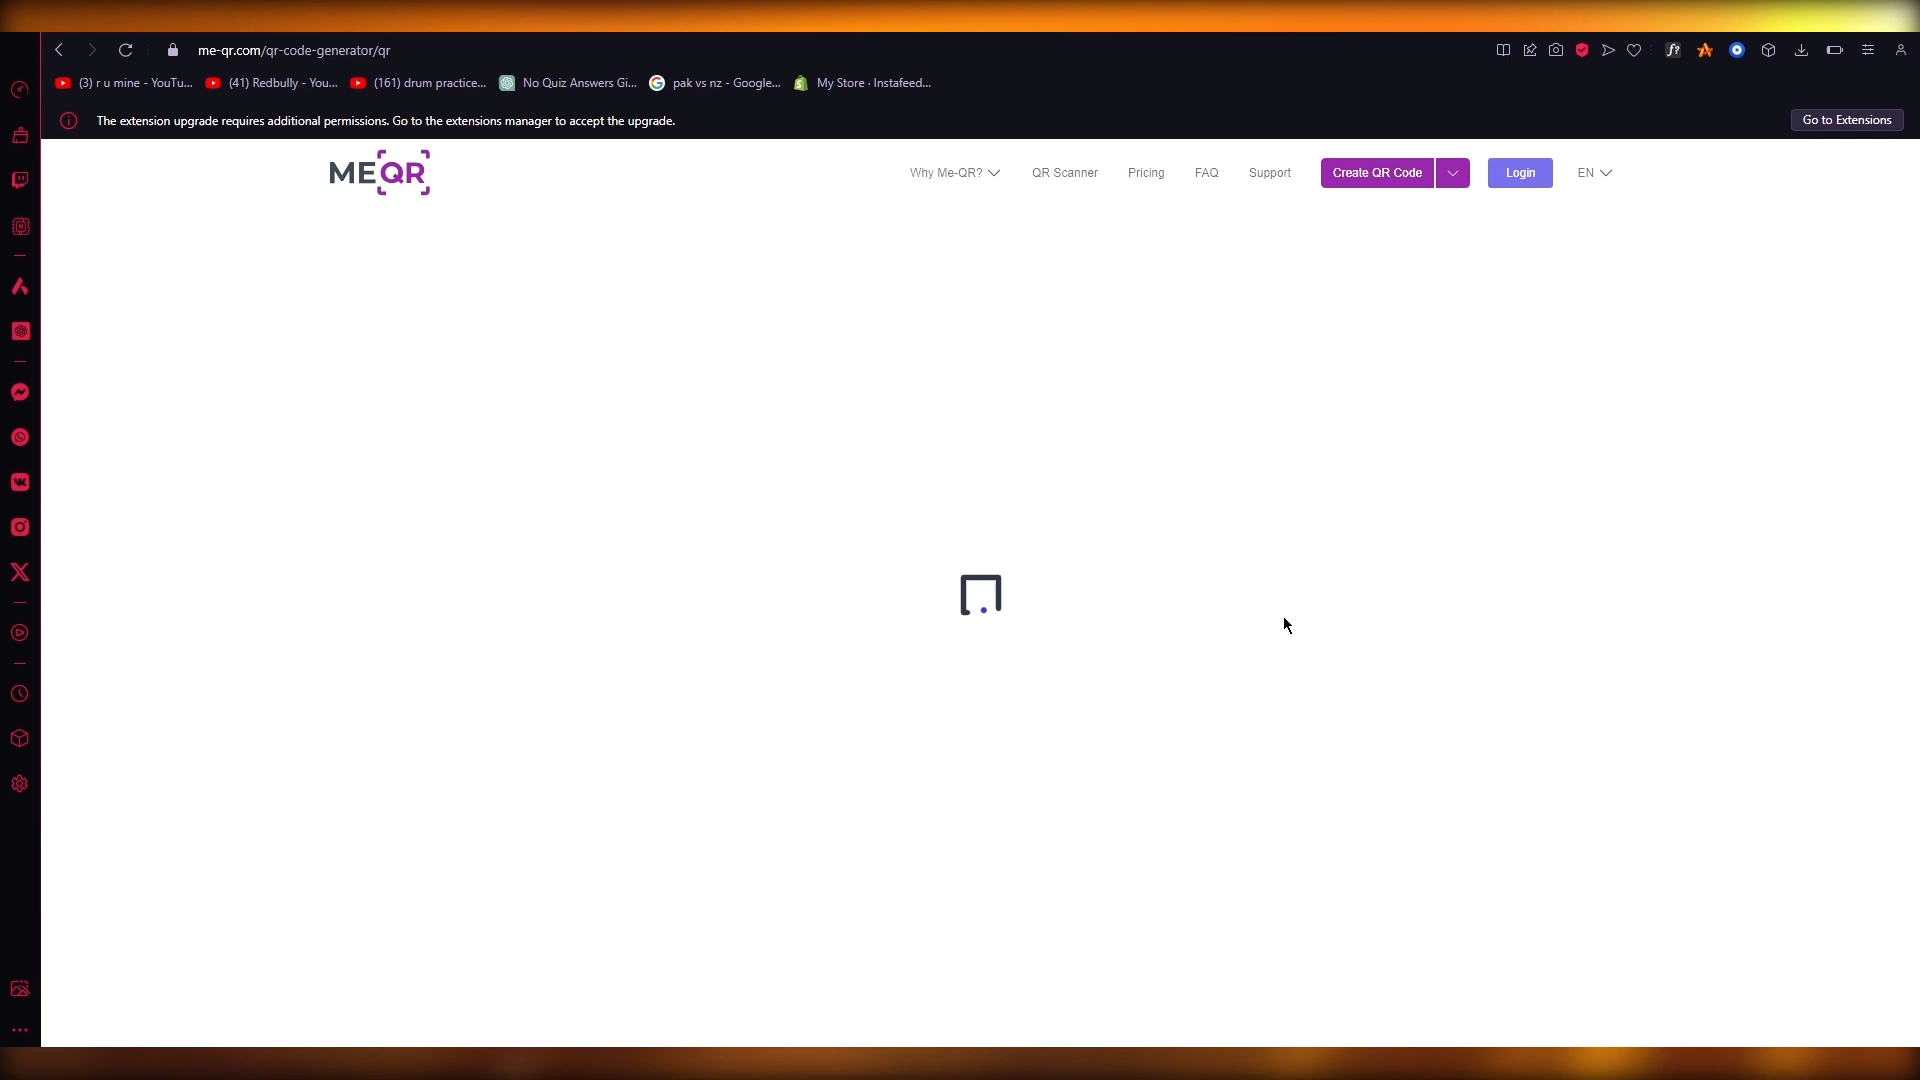 me-qr.com/qr-code-generator/qr
(3) r u mine - YouTu... (41) Redbully - You... (161) drum practice... No Quiz Answers Gi... pak vs nz - Google... My Store · Instafeed...
The extension upgrade requires additional permissions. Go to the extensions manager to accept the upgrade. Go to Extensions
MEQR Why Me-QR? QR Scanner Pricing FAQ Support Create QR Code Login EN